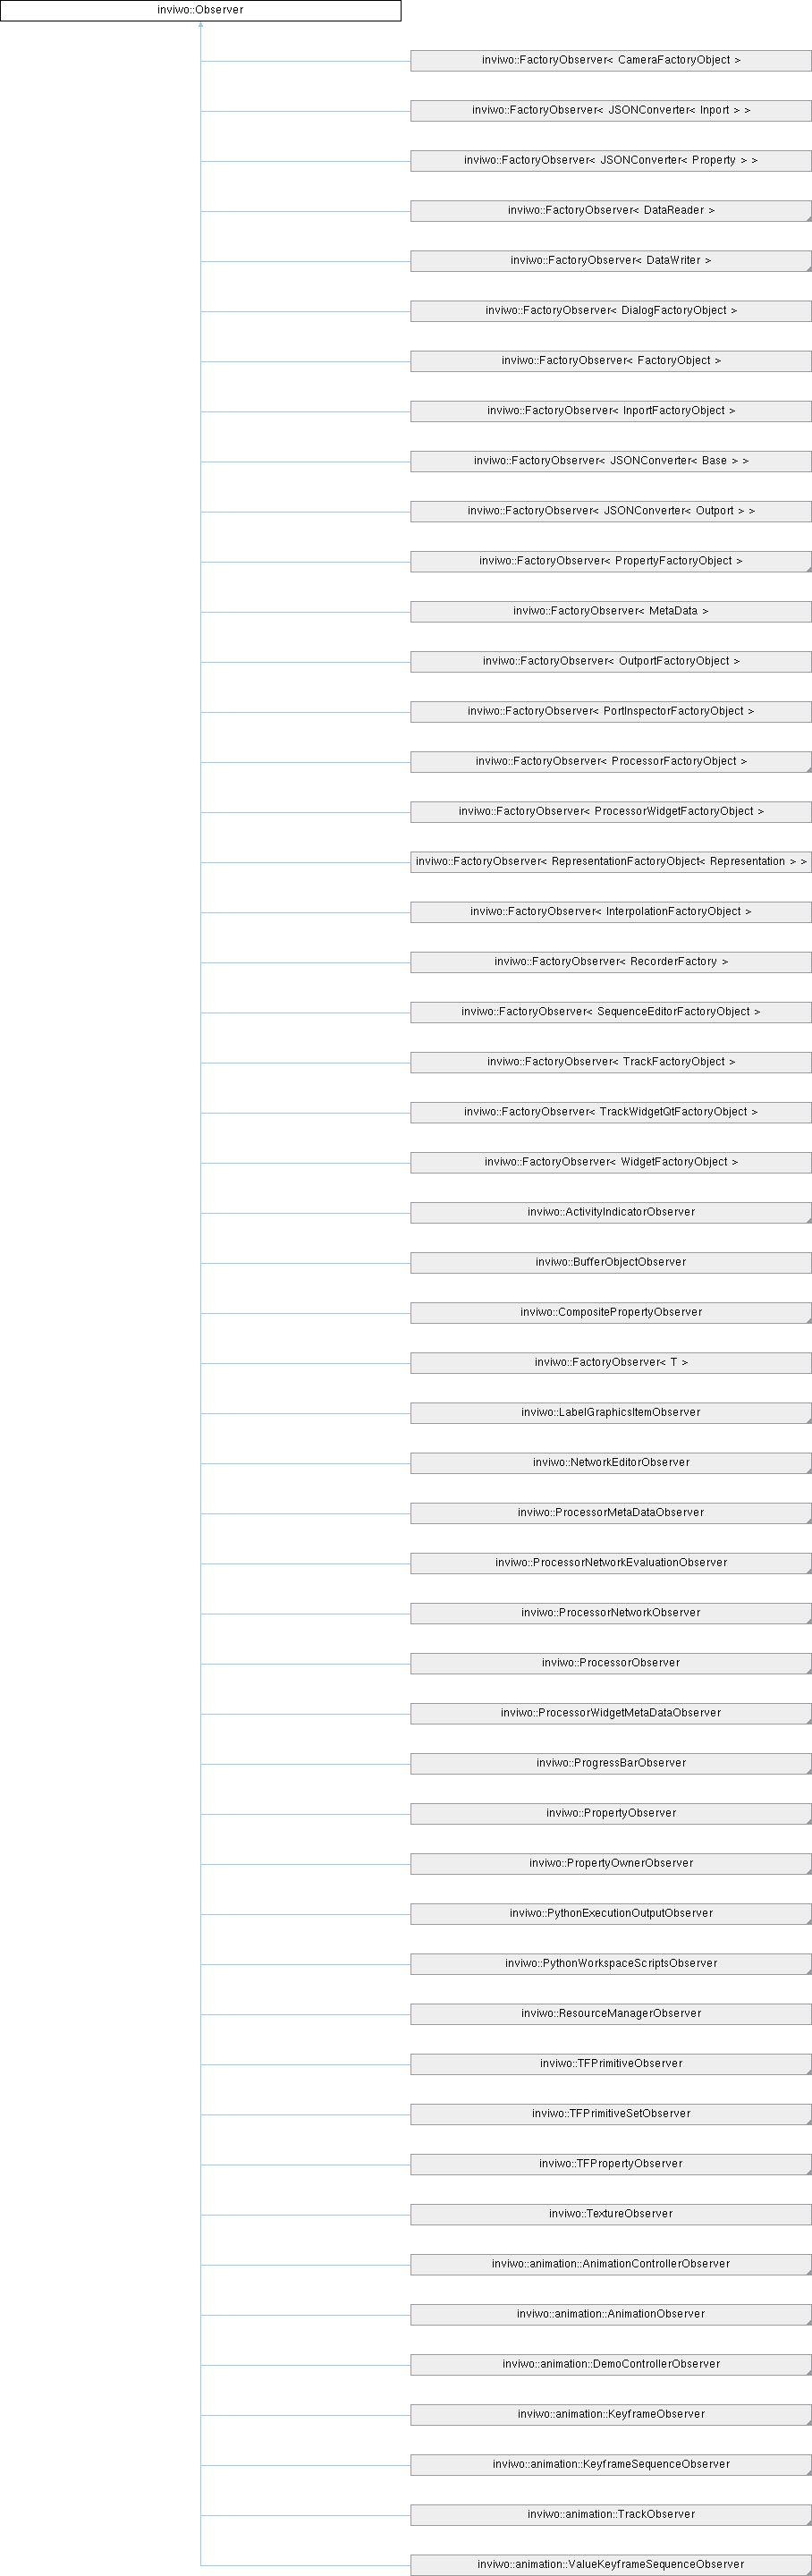 inviwo::Observer
inviwo::FactoryObserver< CameraFactoryObject >
inviwo::FactoryObserver< JSONConverter< Inport > >
inviwo::FactoryObserver< JSONConverter< Property > >
inviwo::FactoryObserver< DataReader >
inviwo::FactoryObserver< DataWriter >
inviwo::FactoryObserver< DialogFactoryObject >
inviwo::FactoryObserver< FactoryObject >
inviwo::FactoryObserver< InportFactoryObject >
inviwo::FactoryObserver< JSONConverter< Base > >
inviwo::FactoryObserver< JSONConverter< Outport > >
inviwo::FactoryObserver< PropertyFactoryObject >
inviwo::FactoryObserver< MetaData >
inviwo::FactoryObserver< OutportFactoryObject >
inviwo::FactoryObserver< PortInspectorFactoryObject >
inviwo::FactoryObserver< ProcessorFactoryObject >
inviwo::FactoryObserver< ProcessorWidgetFactoryObject >
inviwo::FactoryObserver< RepresentationFactoryObject< Representation > >
inviwo::FactoryObserver< InterpolationFactoryObject >
inviwo::FactoryObserver< RecorderFactory >
inviwo::FactoryObserver< SequenceEditorFactoryObject >
inviwo::FactoryObserver< TrackFactoryObject >
inviwo::FactoryObserver< TrackWidgetQtFactoryObject >
inviwo::FactoryObserver< WidgetFactoryObject >
inviwo::ActivityIndicatorObserver
inviwo::BufferObjectObserver
inviwo::CompositePropertyObserver
inviwo::FactoryObserver< T >
inviwo::LabelGraphicsItemObserver
inviwo::NetworkEditorObserver
inviwo::ProcessorMetaDataObserver
inviwo::ProcessorNetworkEvaluationObserver
inviwo::ProcessorNetworkObserver
inviwo::ProcessorObserver
inviwo::ProcessorWidgetMetaDataObserver
inviwo::ProgressBarObserver
inviwo::PropertyObserver
inviwo::PropertyOwnerObserver
inviwo::PythonExecutionOutputObserver
inviwo::PythonWorkspaceScriptsObserver
inviwo::ResourceManagerObserver
inviwo::TFPrimitiveObserver
inviwo::TFPrimitiveSetObserver
inviwo::TFPropertyObserver
inviwo::TextureObserver
inviwo::animation::AnimationControllerObserver
inviwo::animation::AnimationObserver
inviwo::animation::DemoControllerObserver
inviwo::animation::KeyframeObserver
inviwo::animation::KeyframeSequenceObserver
inviwo::animation::TrackObserver
inviwo::animation::ValueKeyframeSequenceObserver